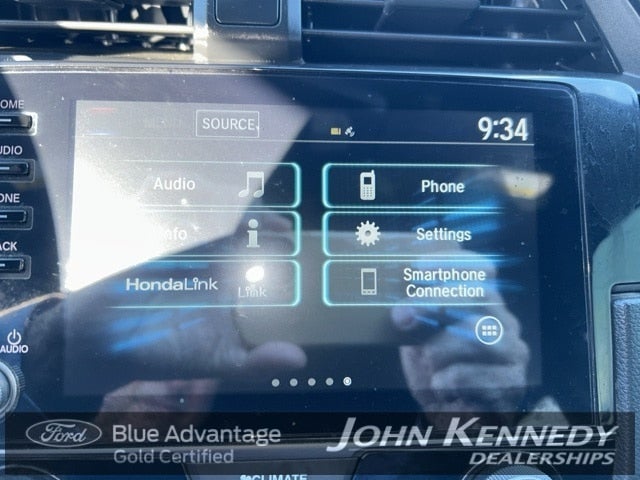 SOURCE
9:34
OME
Audio
Phone
UDIO
Info
Settings
ONE
HondaLink
Link
Smartphone
Connection
ACK
AUDIO
Ford
Blue Advantage
Gold Certified
JOHN KENNEDY
DEALERSHIPS
CLIMATE